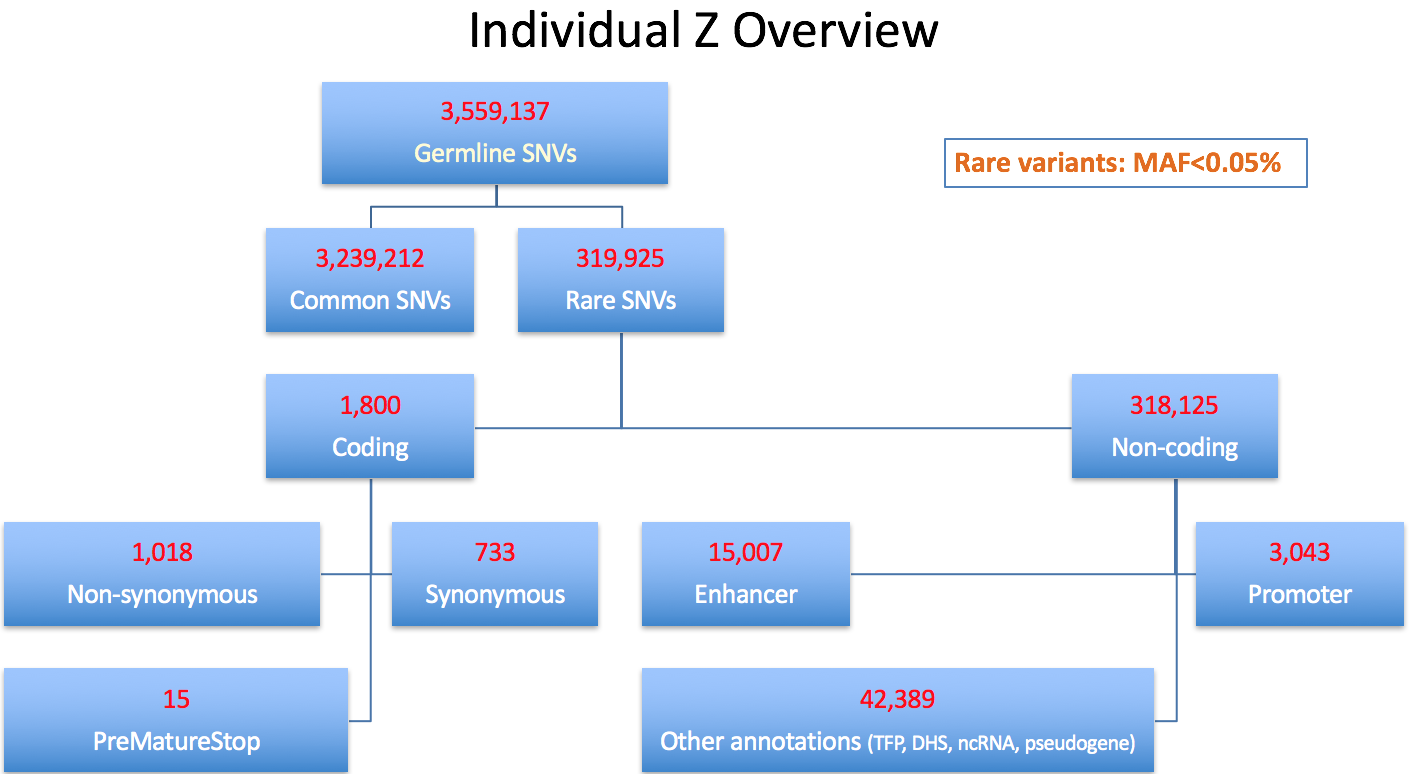 Individual Z Overview
3,559,137
Germline SNVs
Rare variants: MAF<0.05%
3,239,212
Common SNVs
319,925
Rare SNVs
1,800
Coding
318,125
Non-coding
1,018
Non-synonymous
733
Synonymous
15,007
Enhancer
3,043
Promoter
15
PreMatureStop
42,389
Other annotations (TFP, DHS, ncRNA, pseudogene)